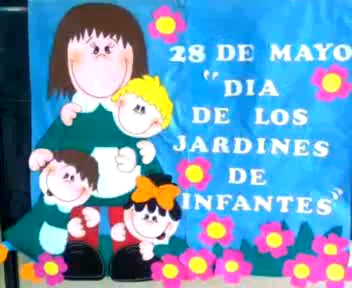 28 DE MAYO
"DIA
DE LOS
JARDINES
DE
INFANTES"